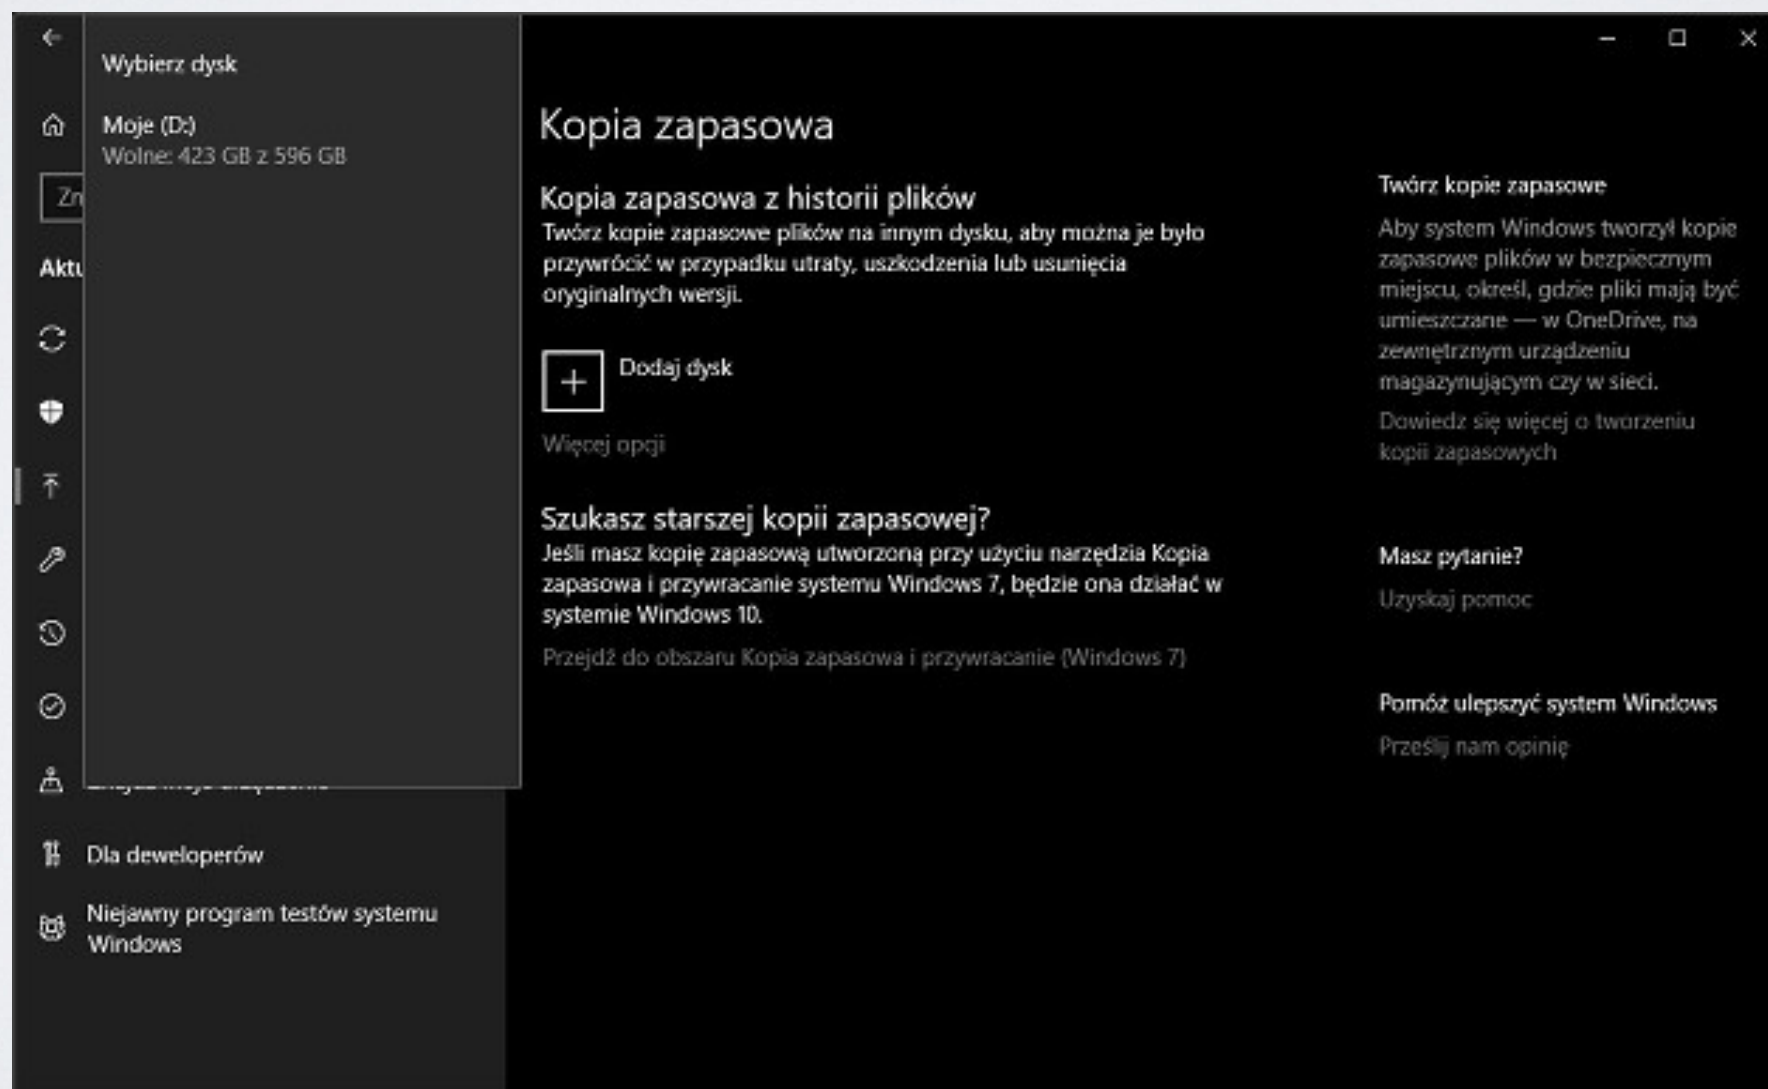 Wybierz dysk
Moje (D:)
Wolne: 423 GB z 596 GB
Zn
Aktu
Dla deweloperów
Niejawny program testów systemu
Windows
Kopia zapasowa
Kopia zapasowa z historii plików
Twórz kopie zapasowe plików na innym dysku, aby można je było
przywrócić w przypadku utraty, uszkodzenia lub usunięcia
oryginalnych wersji.
Dodaj dysk
Więcej opcji
Szukasz starszej kopii zapasowej?
Jeśli masz kopię zapasową utworzoną przy użyciu narzędzia Kopia
zapasowa i przywracanie systemu Windows 7, będzie ona działać w
systemie Windows 10.
Przejdź do obszaru Kopia zapasowa i przywracanie (Windows 7)
Twórz kopie zapasowe
Aby system Windows tworzył kopie
zapasowe plików w bezpiecznym
miejscu, określ, gdzie pliki mają być
umieszczane — w OneDrive, na
zewnętrznym urządzeniu
magazynującym czy w sieci.
Dowiedz się więcej o tworzeniu
kopii zapasowych
Masz pytanie?
Uzyskaj pomoc
Pomóż ulepszyć system Windows
Prześlij nam opinię